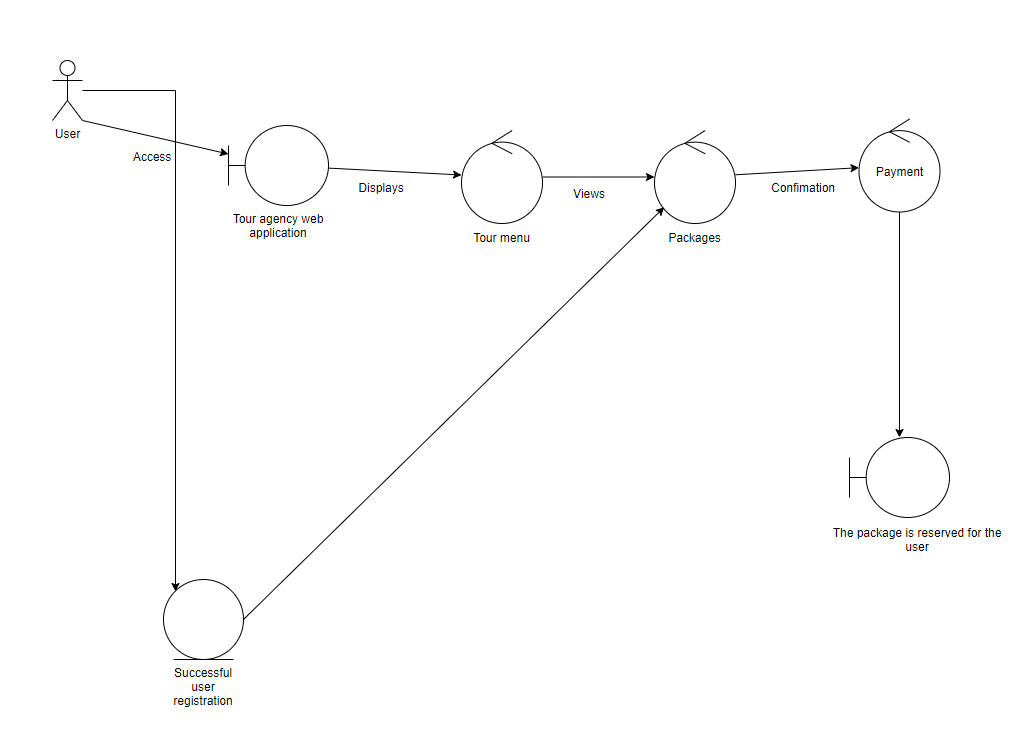 User
Access
Tour agency web
application
Displays
Tour menu
Views
Packages
Confimation
Payment
The package is reserved for the
user
Successful
user
registration